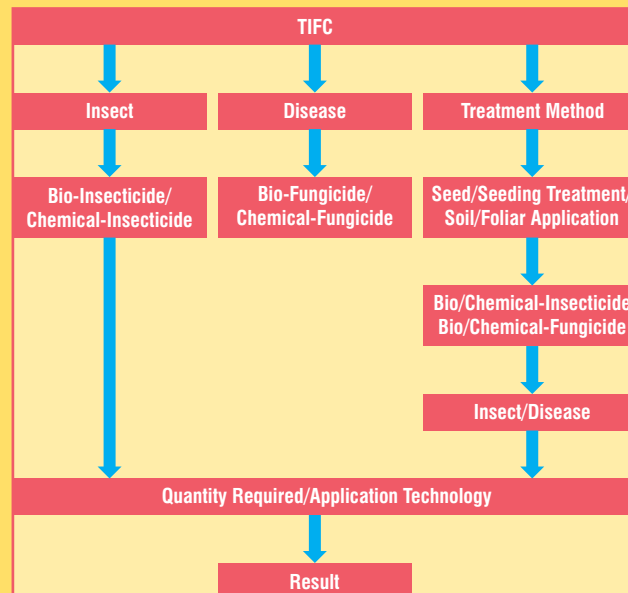 TIFC
Insect
Disease
Treatment Method
Bio-Insecticide/
Chemical-Insecticide
Bio-Fungicide/
Chemical-Fungicide
Seed/Seeding Treatment/
Soil/Foliar Application
Bio/Chemical-Insecticide
Bio/Chemical-Fungicide
Insect/Disease
Quantity Required/Application Technology
Result